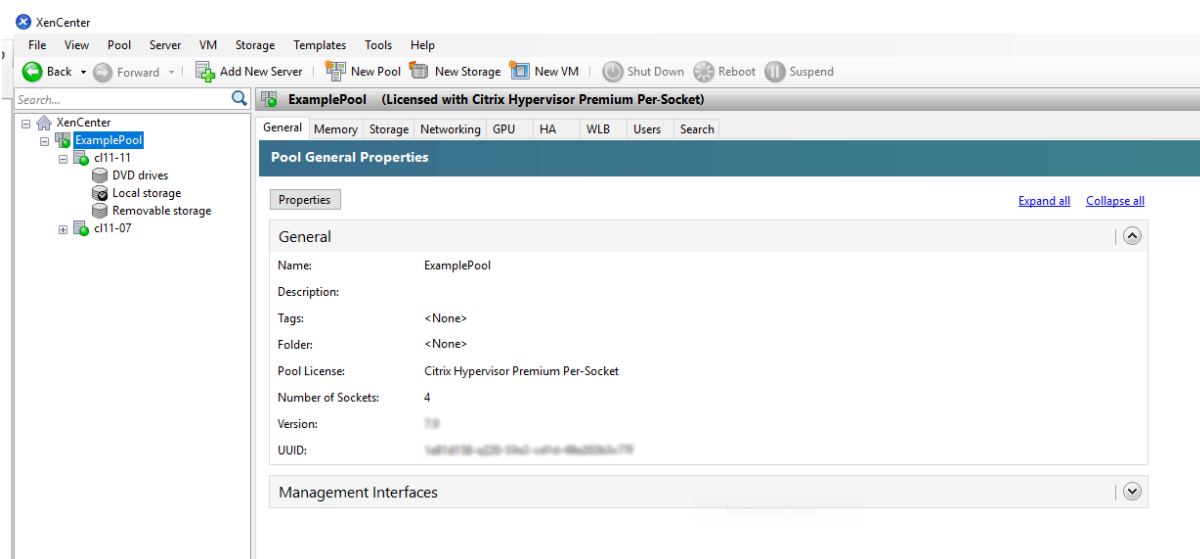 XenCenter
File View Pool Server VM Storage Templates Tools Help
Back Forward Add New Server New Pool New Storage New VM Shut Down Reboot Suspend
Search...
ExamplePool (Licensed with Citrix Hypervisor Premium Per-Socket)
XenCenter
ExamplePool
cl11-11
DVD drives
Local storage
Removable storage
cl11-07
General Memory Storage Networking GPU HA WLB Users Search
Pool General Properties
Properties
Expand all Collapse all
General
Name: ExamplePool
Description:
Tags: <None>
Folder: <None>
Pool License: Citrix Hypervisor Premium Per-Socket
Number of Sockets: 4
Version:
UUID:
Management Interfaces